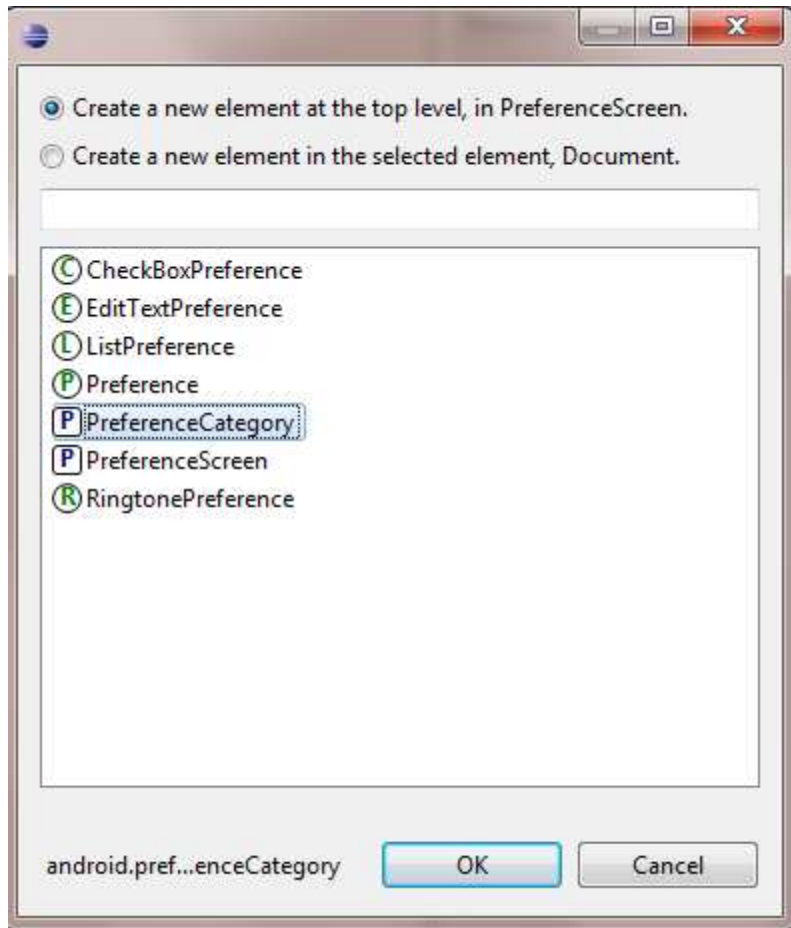 Create a new element at the top level, in PreferenceScreen.
Create a new element in the selected element, Document.
C CheckBoxPreference
E EditTextPreference
L ListPreference
P Preference
P PreferenceCategory
P PreferenceScreen
R RingtonePreference
android.pref...enceCategory OK Cancel